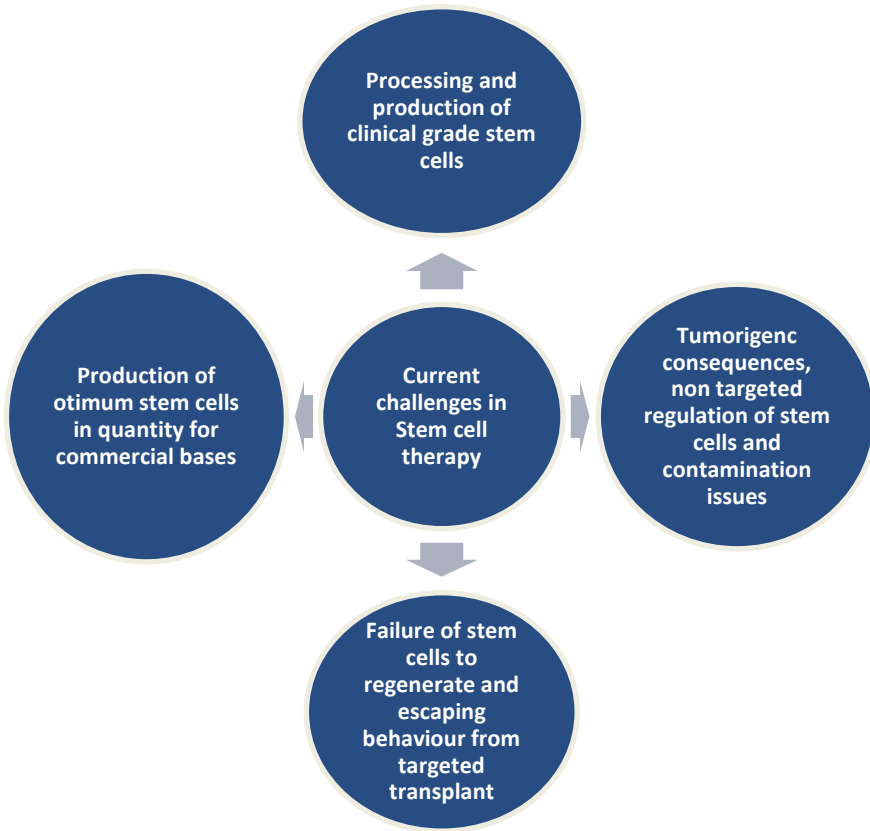 Processing and
production of
clinical grade stem
cells
Production of
otimum stem cells
in quantity for
commercial bases
Current
challenges in
Stem cell
therapy
Tumorigenc
consequences,
non targeted
regulation of stem
cells and
contamination
issues
Failure of stem
cells to
regenerate and
escaping
behaviour from
targeted
transplant